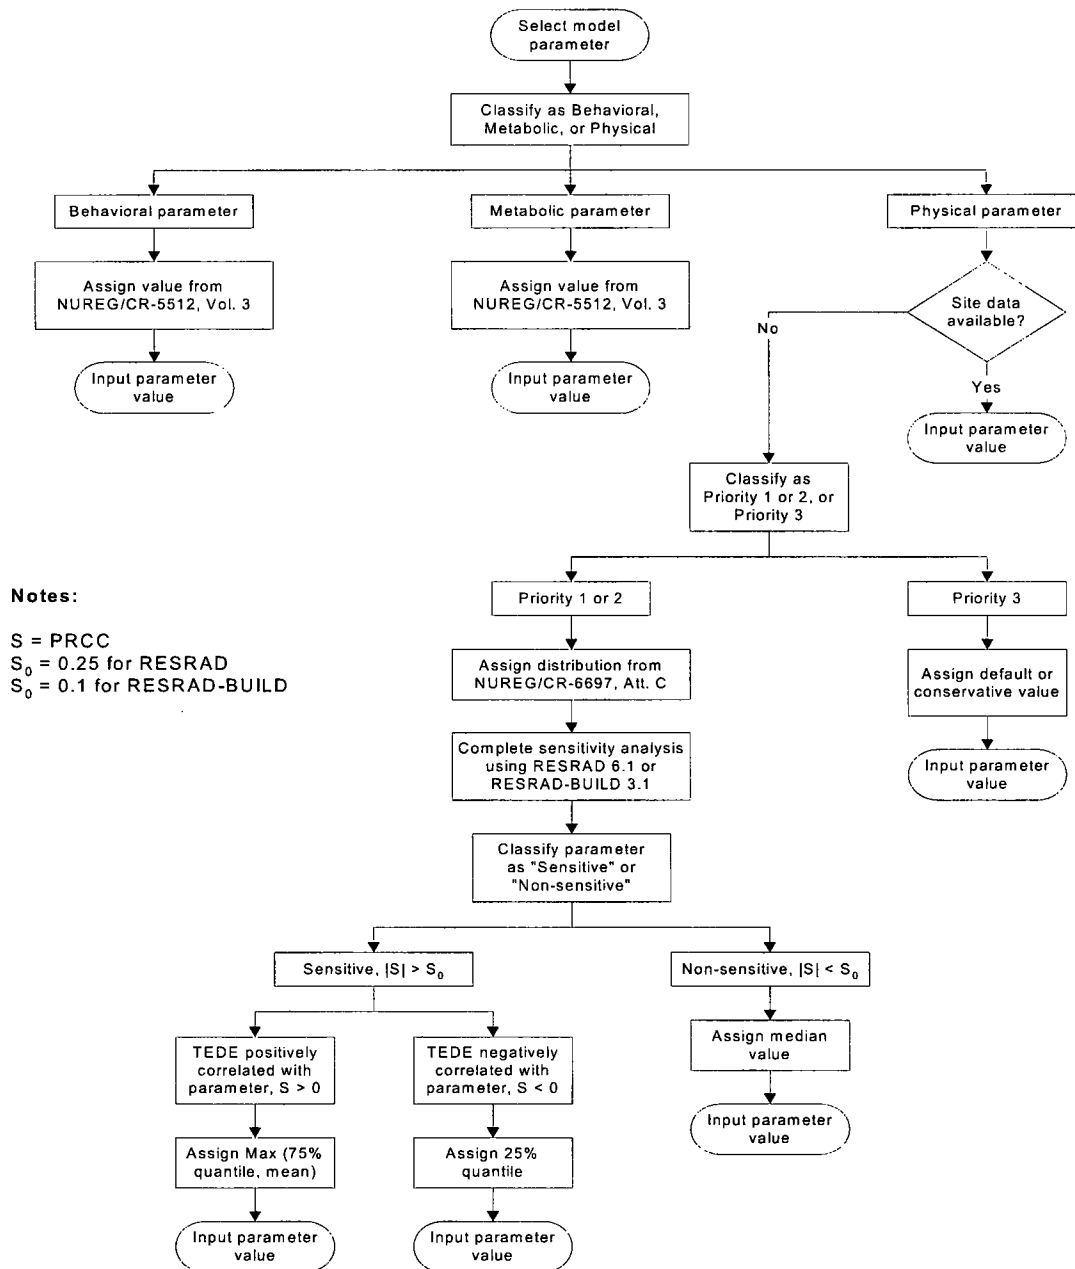 Select model
parameter
Classify as Behavioral,
Metabolic, or Physical
Behavioral parameter
Metabolic parameter
Physical parameter
Assign value from
NUREG/CR-5512, Vol. 3
Assign value from
NUREG/CR-5512, Vol. 3
Site data
available?
No
Yes
Input parameter
value
Input parameter
value
Input parameter
value
Classify as
Priority 1 or 2, or
Priority 3
Notes:
S = PRCC
S₀ = 0.25 for RESRAD
S₀ = 0.1 for RESRAD-BUILD
Priority 1 or 2
Priority 3
Assign distribution from
NUREG/CR-6697, Att. C
Assign default or
conservative value
Complete sensitivity analysis
using RESRAD 6.1 or
RESRAD-BUILD 3.1
Input parameter
value
Classify parameter
as "Sensitive" or
"Non-sensitive"
Sensitive, |S| > S₀
Non-sensitive, |S| < S₀
TEDE positively
correlated with
parameter, S > 0
TEDE negatively
correlated with
parameter, S < 0
Assign median
value
Input parameter
value
Assign Max (75%
quantile, mean)
Assign 25%
quantile
Input parameter
value
Input parameter
value